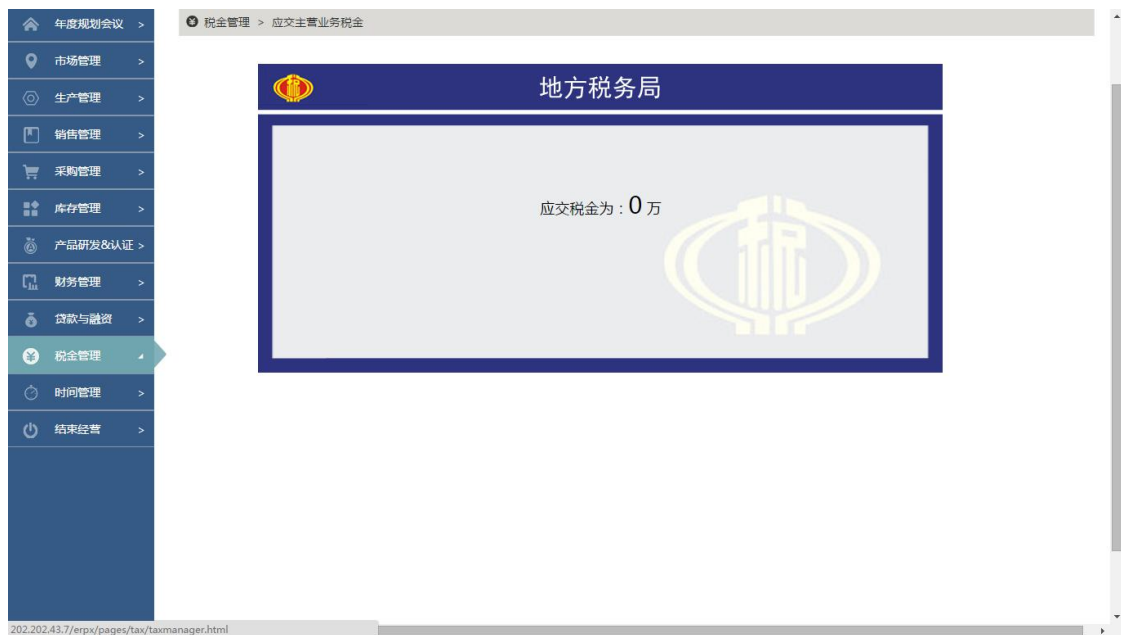 年度规划会议 >
税金管理 > 应交主营业务税金
市场管理 >
生产管理 >
销售管理 >
采购管理 >
库存管理 >
产品研发&认证 >
财务管理 >
贷款与融资 >
税金管理
时间管理 >
结束经营 >
地方税务局
应交税金为：0 万
202.202.43.7/erpx/pages/tax/taxmanager.html